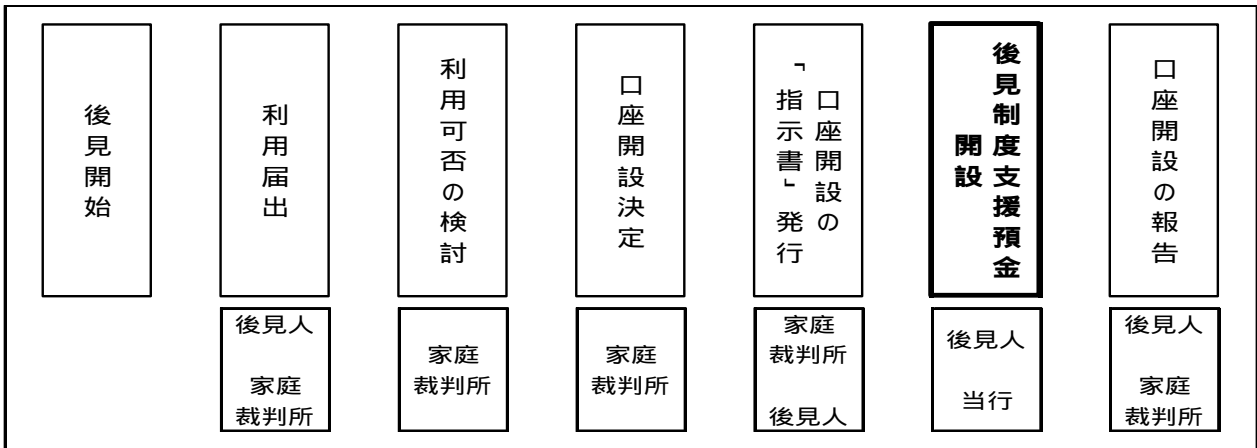 後見開始
利用届出
利用可否の検討
口座開設決定
口座開設の
「指示書」発行
後見制度支援預金
開設
口座開設の報告
後見人
家庭
裁判所
家庭
裁判所
家庭
裁判所
家庭
裁判所
後見人
後見人
当行
後見人
家庭
裁判所